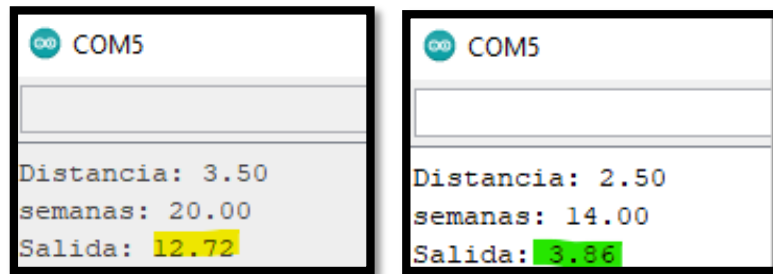 COM5
Distancia: 3.50
semanas: 20.00
Salida: 12.72
COM5
Distancia: 2.50
semanas: 14.00
Salida: 3.86